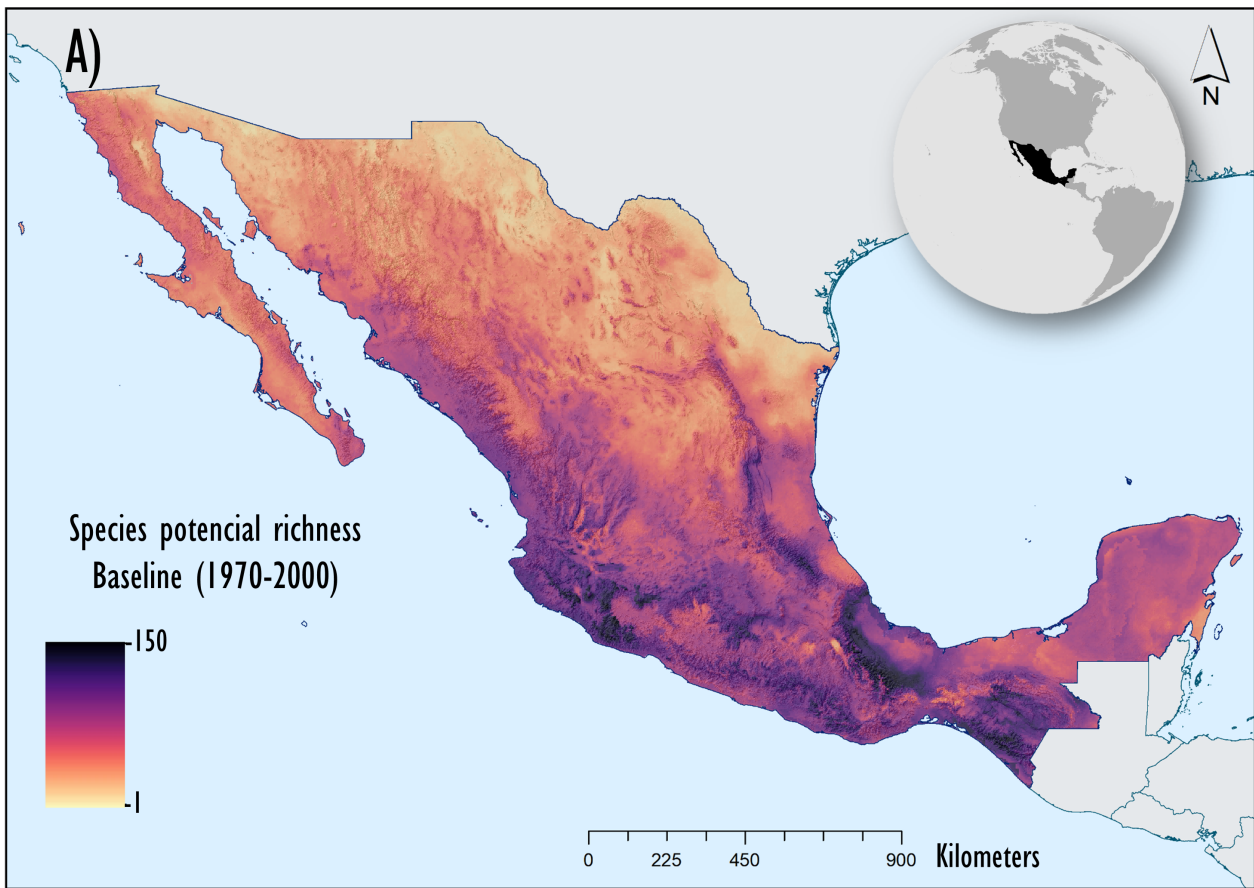 A)
N
Species potencial richness
Baseline (1970-2000)
150
1
0 225 450 900 Kilometers